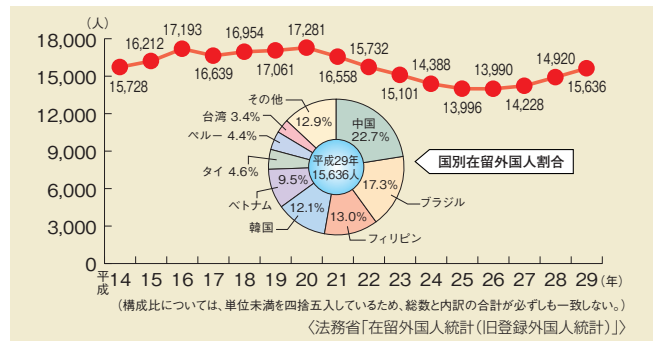 (人)
18,000
15,000
12,000
9,000
6,000
3,000
0
15,728
16,212
17,193
16,639
16,954
17,061
17,281
16,558
15,732
15,101
14,388
13,996
13,990
14,228
14,920
15,636
その他
12.9%
台湾 3.4%
ペルー 4.4%
タイ 4.6%
ベトナム
9.5%
韓国
12.1%
フィリピン
13.0%
ブラジル
17.3%
中国
22.7%
平成29年
15,636人
国別在留外国人割合
平成 14 15 16 17 18 19 20 21 22 23 24 25 26 27 28 29 (年)
(構成比については、単位未満を四捨五入しているため、総数と内訳の合計が必ずしも一致しない。)
〈法務省「在留外国人統計(旧登録外国人統計)」〉